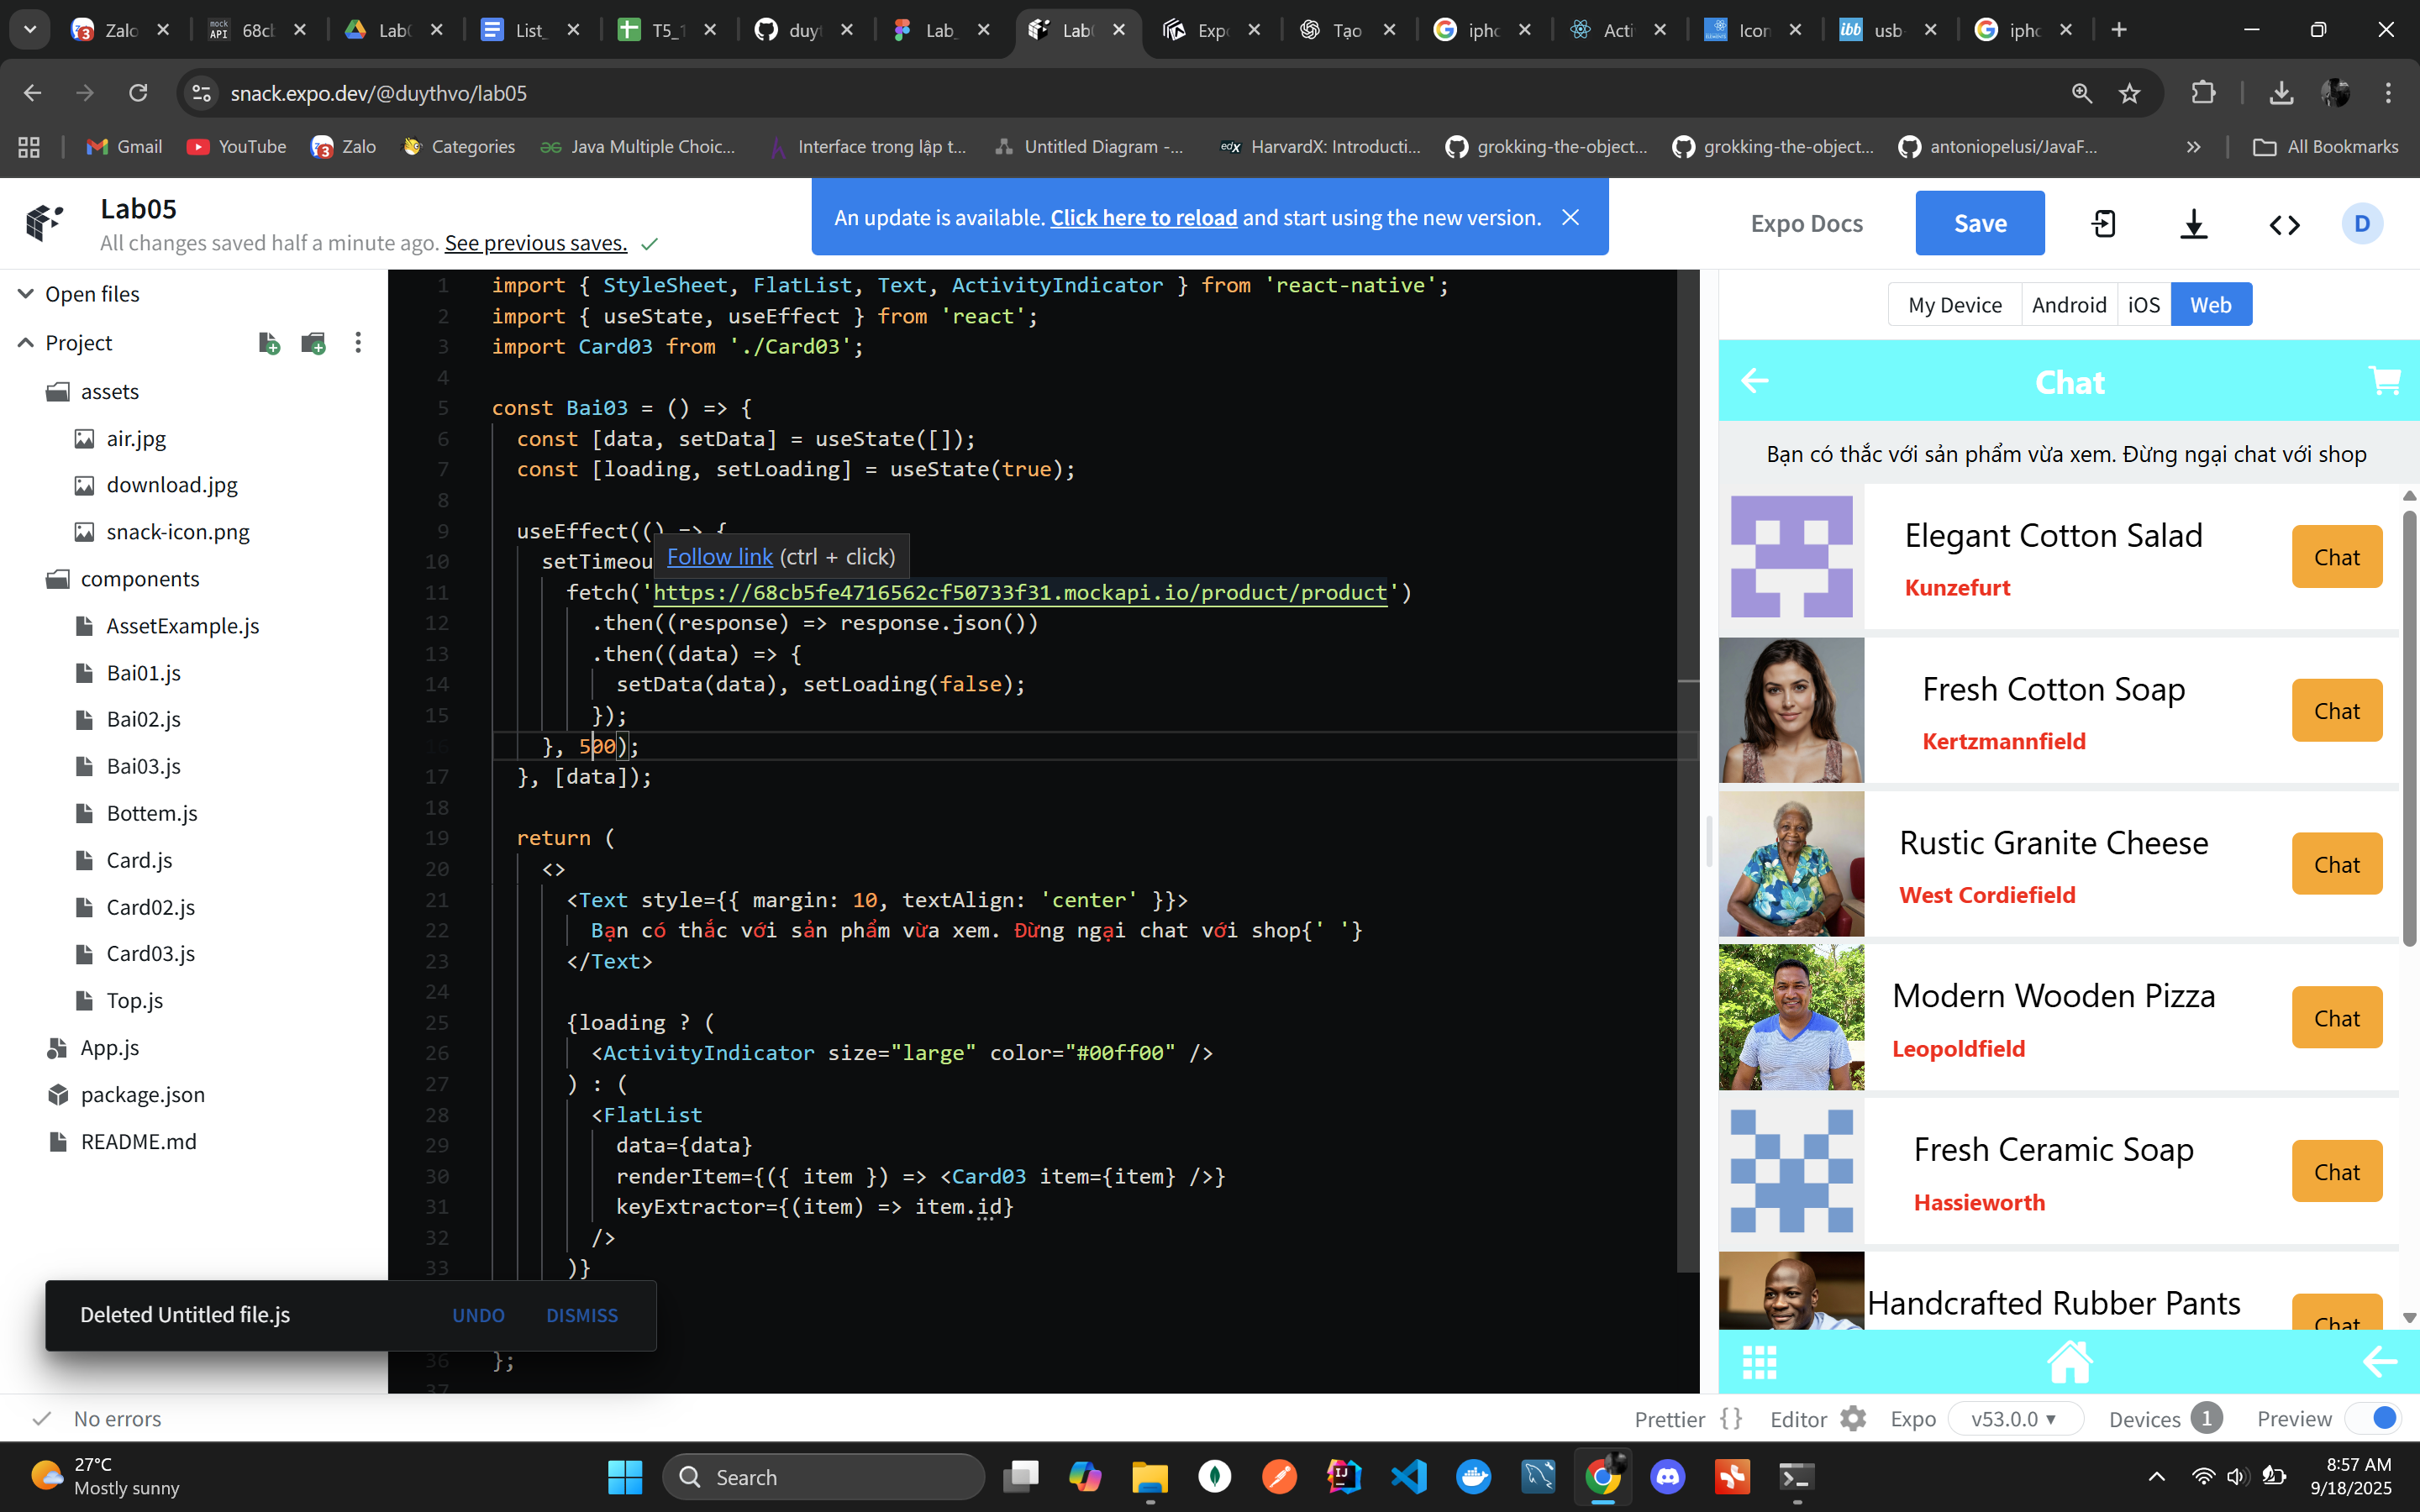 Zalo
68cb
Lab(
List_
T5_1
duyt
Lab_
Lab(
Expo
Tạo
ipho
Acti
Icon
usb-
ipho
snack.expo.dev/@duythvo/lab05
Gmail
YouTube
Zalo
Categories
Java Multiple Choic...
Interface trong lập t...
Untitled Diagram -...
HarvardX: Introducti...
grokking-the-object...
grokking-the-object...
antoniopelusi/JavaF...
All Bookmarks
Lab05
All changes saved half a minute ago. See previous saves.
An update is available. Click here to reload and start using the new version.
Expo Docs
Save
D
Open files
Project
assets
air.jpg
download.jpg
snack-icon.png
components
AssetExample.js
Bai01.js
Bai02.js
Bai03.js
Bottem.js
Card.js
Card02.js
Card03.js
Top.js
App.js
package.json
README.md
1 import { StyleSheet, FlatList, Text, ActivityIndicator } from 'react-native';
2 import { useState, useEffect } from 'react';
3 import Card03 from './Card03';
4
5 const Bai03 = () => {
6 const [data, setData] = useState([]);
7 const [loading, setLoading] = useState(true);
8
9 useEffect(() => {
10 setTimeou
Follow link (ctrl + click)
11 fetch('https://68cb5fe4716562cf50733f31.mockapi.io/product/product')
12 .then((response) => response.json())
13 .then((data) => {
14 setData(data), setLoading(false);
15 });
16 }, 500);
17 }, [data]);
18
19 return (
20 <>
21 <Text style={{ margin: 10, textAlign: 'center' }}>
22 Bạn có thắc với sản phẩm vừa xem. Đừng ngại chat với shop{' '}
23 </Text>
24
25 {loading ? (
26 <ActivityIndicator size="large" color="#00ff00" />
27 ) : (
28 <FlatList
29 data={data}
30 renderItem={({ item }) => <Card03 item={item} />}
31 keyExtractor={(item) => item.id}
32 />
33 )}
36 };
37
Deleted Untitled file.js
UNDO
DISMISS
My Device
Android
iOS
Web
Chat
Bạn có thắc với sản phẩm vừa xem. Đừng ngại chat với shop
Elegant Cotton Salad
Kunzefurt
Chat
Fresh Cotton Soap
Kertzmannfield
Chat
Rustic Granite Cheese
West Cordiefield
Chat
Modern Wooden Pizza
Leopoldfield
Chat
Fresh Ceramic Soap
Hassieworth
Chat
Handcrafted Rubber Pants
Chat
No errors
Prettier { }
Editor
Expo
v53.0.0
Devices 1
Preview
27°C
Mostly sunny
Search
8:57 AM
9/18/2025